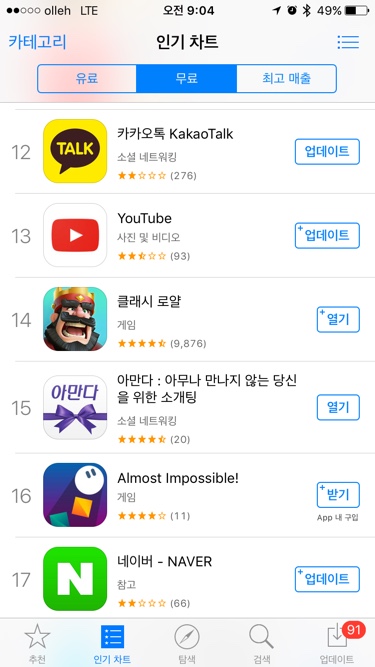 olleh LTE 오전 9:04 49%
카테고리 인기 차트
유료 무료 최고 매출
12 TALK 카카오톡 KakaoTalk
소셜 네트워킹
(276)
업데이트
13 YouTube
사진 및 비디오
(93)
+업데이트
14 클래시 로얄
게임
(9,876)
+열기
15 아만다 아만다 : 아무나 만나지 않는 당신
을 위한 소개팅
소셜 네트워킹
(20)
열기
16 Almost Impossible!
게임
(11)
+받기
App 내 구입
17 N 네이버 - NAVER
참고
(66)
+업데이트
91
추천 인기 차트 탐색 검색 업데이트